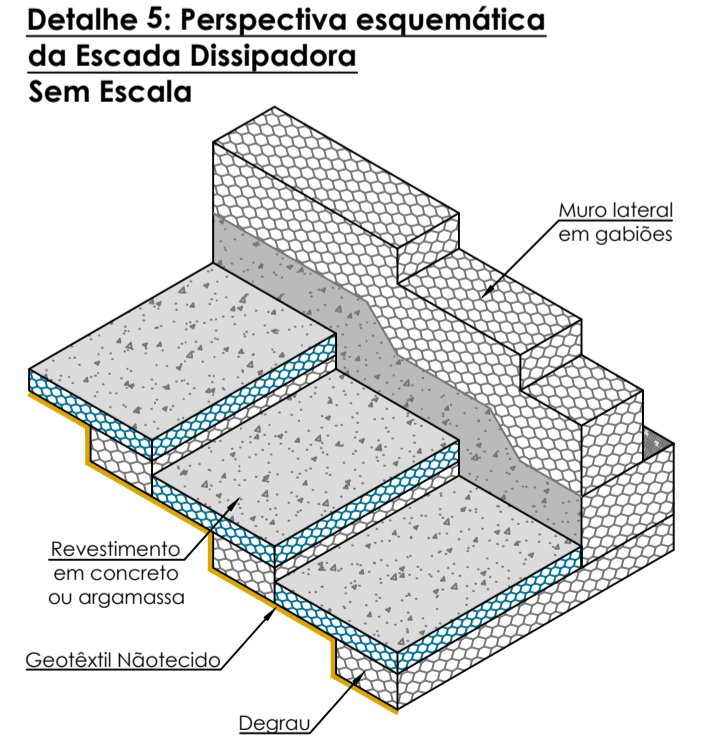 Detalhe 5: Perspectiva esquemática
da Escada Dissipadora
Sem Escala
Muro lateral
em gabiões
Revestimento
em concreto
ou argamassa
Geotêxtil Nãotecido
Degrau